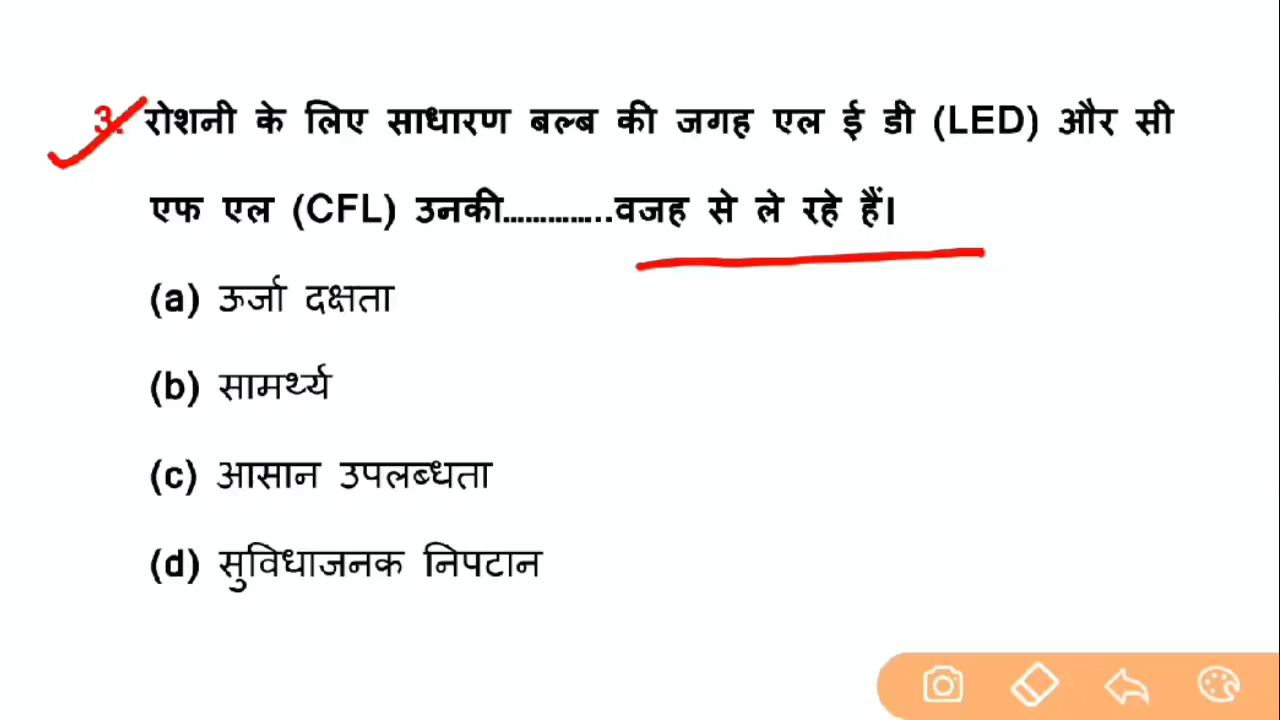 3. रोशनी के लिए साधारण बल्ब की जगह एल ई डी (LED) और सी
एफ एल (CFL) उनकी..............वजह से ले रहे हैं।
(a) ऊर्जा दक्षता
(b) सामर्थ्य
(c) आसान उपलब्धता
(d) सुविधाजनक निपटान